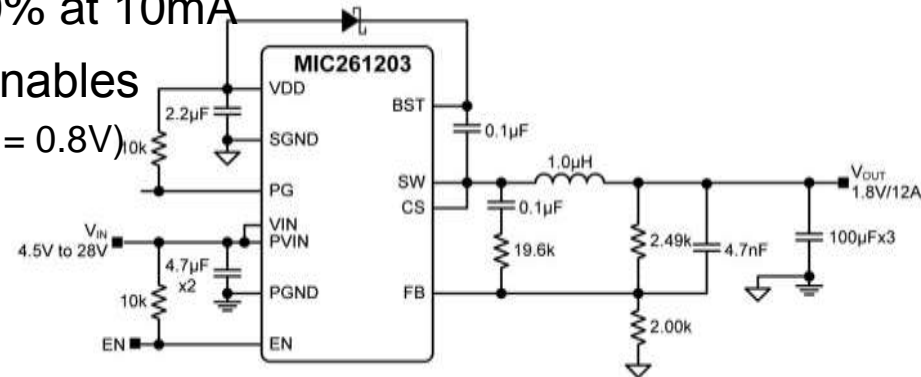 % at 10mA
nables
= 0.8V)
MIC261203
VDD
BST
2.2µF
0.1µF
SGND
10k
1.0µH
SW
VOUT
1.8V/12A
PG
CS
0.1µF
VIN
VIN
4.5V to 28V
PVIN
2.49k
4.7nF
100µFx3
19.6k
4.7µF
x2
10k
PGND
FB
2.00k
EN
EN